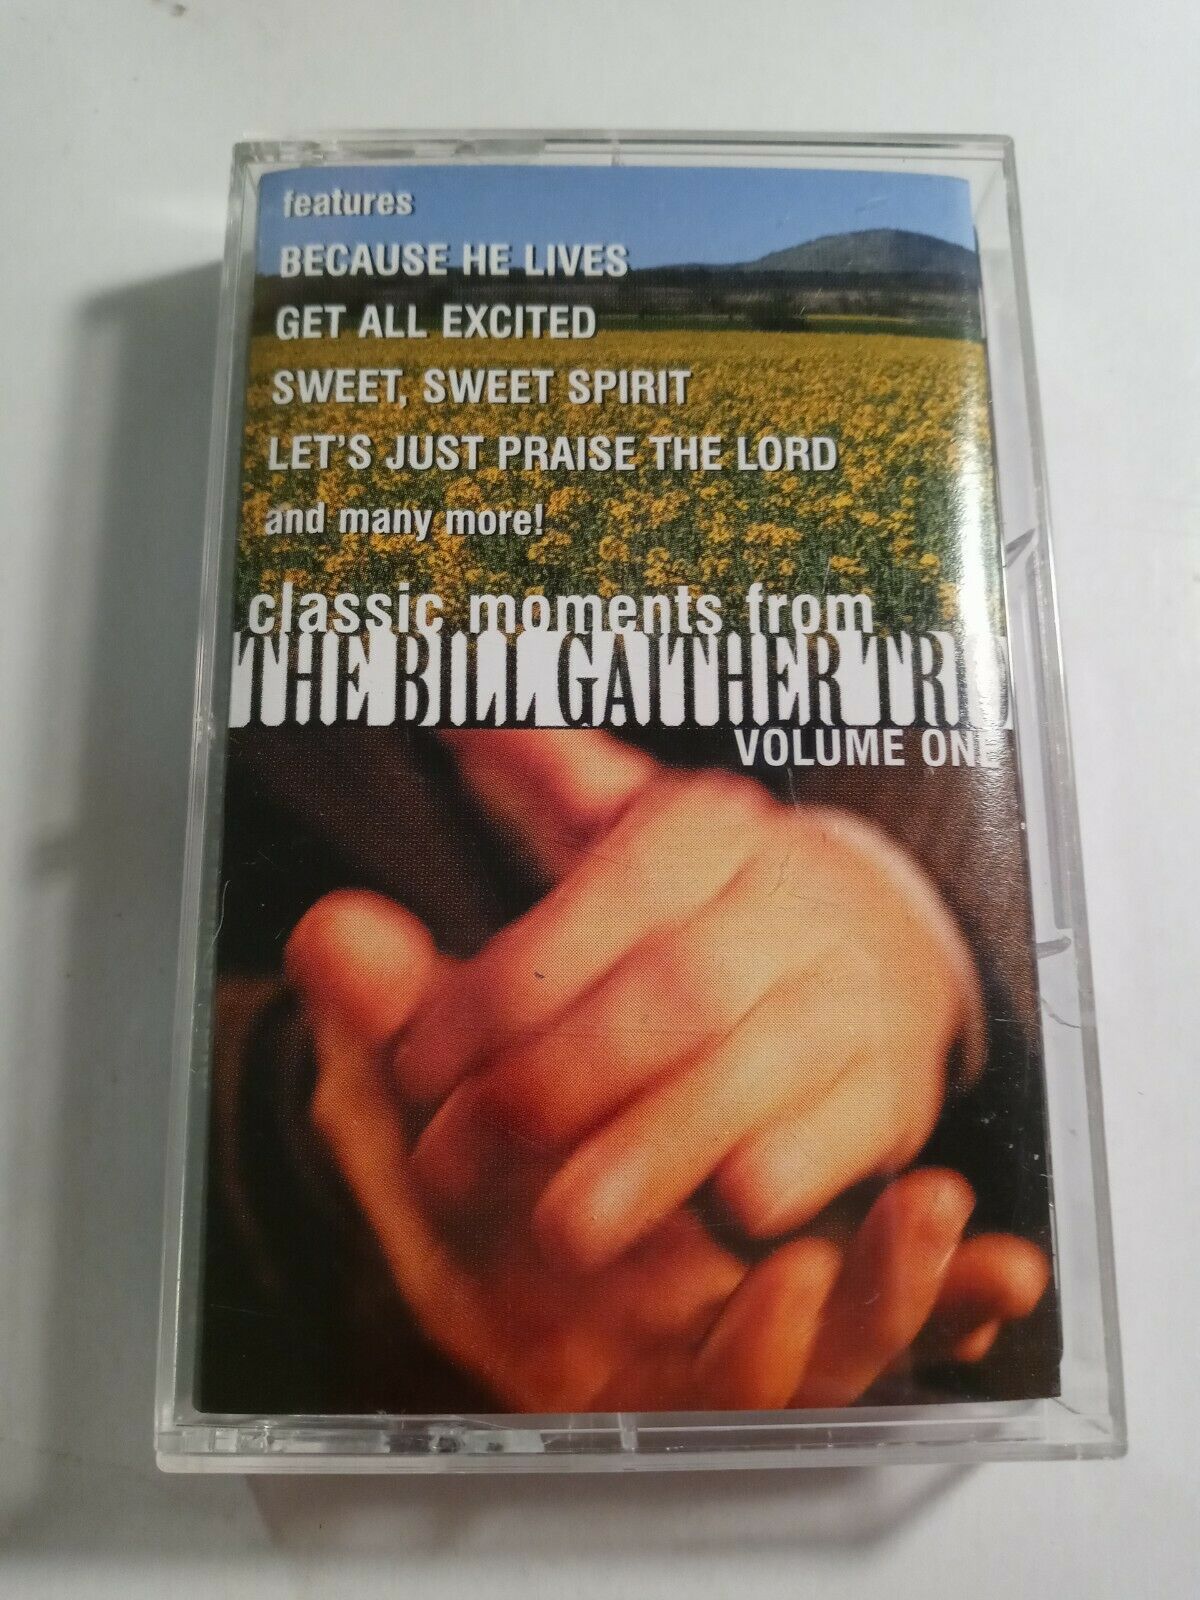 features
BECAUSE HE LIVES
GET ALL EXCITED
SWEET, SWEET SPIRIT
LET'S JUST PRAISE THE LORD
and many more!
classic moments from
THE BILL GAITHER TRIO
VOLUME ONE